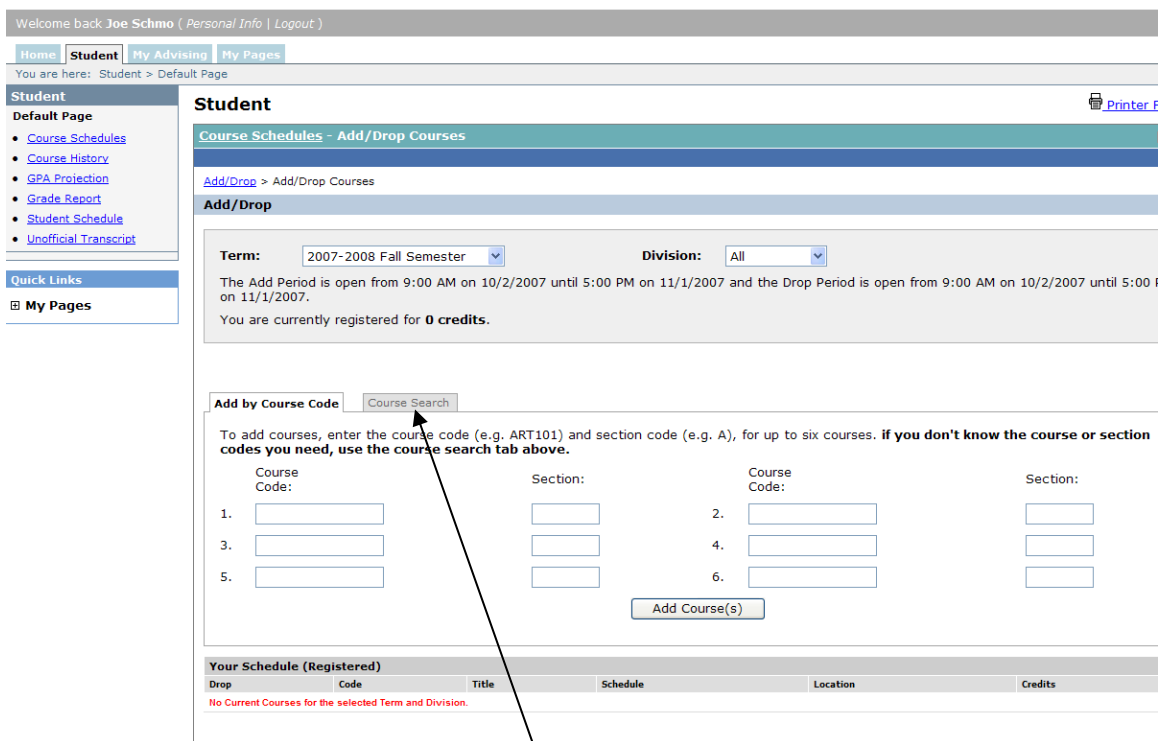 Welcome back Joe Schmo ( Personal Info | Logout )
Home Student My Advising My Pages
You are here: Student > Default Page
Student
Default Page
Course Schedules
Course History
GPA Projection
Grade Report
Student Schedule
Unofficial Transcript
Quick Links
My Pages
Student
Printer F
Course Schedules - Add/Drop Courses
Add/Drop > Add/Drop Courses
Add/Drop
Term: 2007-2008 Fall Semester Division: All
The Add Period is open from 9:00 AM on 10/2/2007 until 5:00 PM on 11/1/2007 and the Drop Period is open from 9:00 AM on 10/2/2007 until 5:00
on 11/1/2007.
You are currently registered for 0 credits.
Add by Course Code Course Search
To add courses, enter the course code (e.g. ART101) and section code (e.g. A), for up to six courses. if you don't know the course or section
codes you need, use the course search tab above.
Course Code: Section: Course Code: Section:
1. 2.
3. 4.
5. 6.
Add Course(s)
Your Schedule (Registered)
Drop Code Title Schedule Location Credits
No Current Courses for the selected Term and Division.